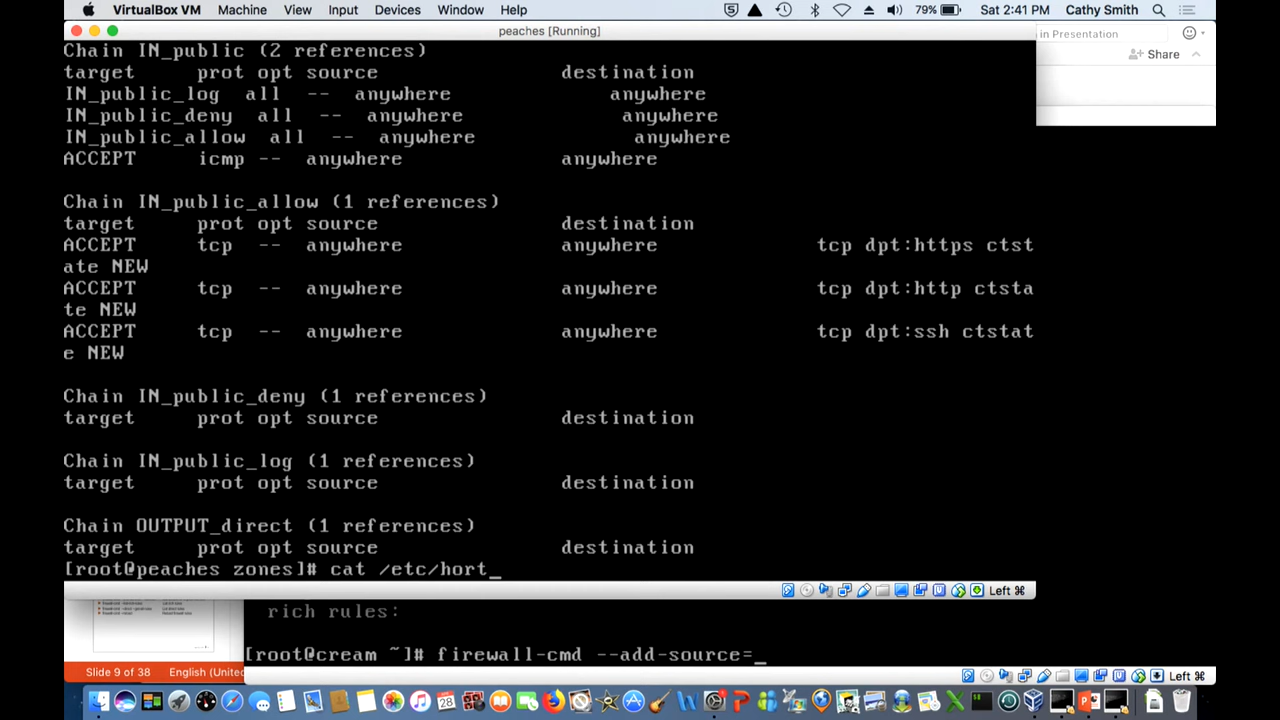 VirtualBox VM Machine View Input Devices Window Help 79% Sat 2:41 PM Cathy Smith
peaches [Running]
in Presentation
Share
Chain IN_public (2 references)
target prot opt source destination
IN_public_log all -- anywhere anywhere
IN_public_deny all -- anywhere anywhere
IN_public_allow all -- anywhere anywhere
ACCEPT icmp -- anywhere anywhere
Chain IN_public_allow (1 references)
target prot opt source destination
ACCEPT tcp -- anywhere anywhere tcp dpt:https ctst
ate NEW
ACCEPT tcp -- anywhere anywhere tcp dpt:http ctsta
te NEW
ACCEPT tcp -- anywhere anywhere tcp dpt:ssh ctstat
e NEW
Chain IN_public_deny (1 references)
target prot opt source destination
Chain IN_public_log (1 references)
target prot opt source destination
Chain OUTPUT_direct (1 references)
target prot opt source destination
[root@peaches zones]# cat /etc/hort_
Left ⌘
rich rules:
[root@cream ~]# firewall-cmd --add-source=_
Slide 9 of 38 English (Unite
Left ⌘